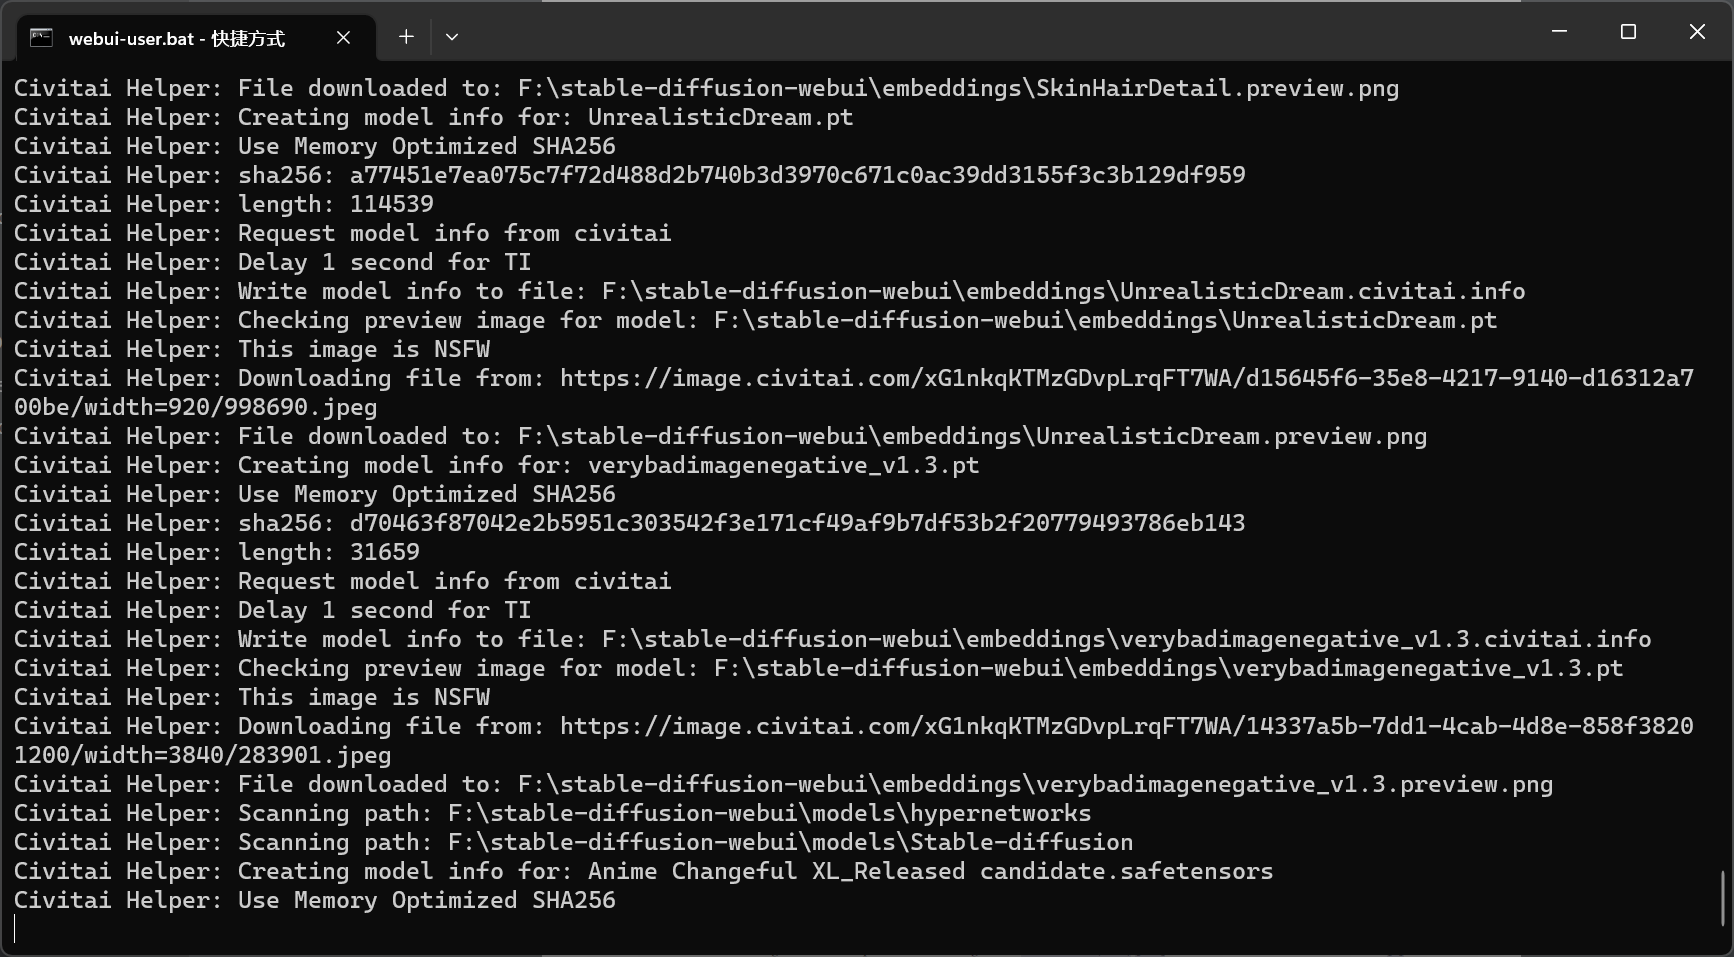 webui-user.bat - 快捷方式
Civitai Helper: File downloaded to: F:\stable-diffusion-webui\embeddings\SkinHairDetail.preview.png
Civitai Helper: Creating model info for: UnrealisticDream.pt
Civitai Helper: Use Memory Optimized SHA256
Civitai Helper: sha256: a77451e7ea075c7f72d488d2b740b3d3970c671c0ac39dd3155f3c3b129df959
Civitai Helper: length: 114539
Civitai Helper: Request model info from civitai
Civitai Helper: Delay 1 second for TI
Civitai Helper: Write model info to file: F:\stable-diffusion-webui\embeddings\UnrealisticDream.civitai.info
Civitai Helper: Checking preview image for model: F:\stable-diffusion-webui\embeddings\UnrealisticDream.pt
Civitai Helper: This image is NSFW
Civitai Helper: Downloading file from: https://image.civitai.com/xG1nkqKTMzGDvpLrqFT7WA/d15645f6-35e8-4217-9140-d16312a7
00be/width=920/998690.jpeg
Civitai Helper: File downloaded to: F:\stable-diffusion-webui\embeddings\UnrealisticDream.preview.png
Civitai Helper: Creating model info for: verybadimagenegative_v1.3.pt
Civitai Helper: Use Memory Optimized SHA256
Civitai Helper: sha256: d70463f87042e2b5951c303542f3e171cf49af9b7df53b2f20779493786eb143
Civitai Helper: length: 31659
Civitai Helper: Request model info from civitai
Civitai Helper: Delay 1 second for TI
Civitai Helper: Write model info to file: F:\stable-diffusion-webui\embeddings\verybadimagenegative_v1.3.civitai.info
Civitai Helper: Checking preview image for model: F:\stable-diffusion-webui\embeddings\verybadimagenegative_v1.3.pt
Civitai Helper: This image is NSFW
Civitai Helper: Downloading file from: https://image.civitai.com/xG1nkqKTMzGDvpLrqFT7WA/14337a5b-7dd1-4cab-4d8e-858f3820
1200/width=3840/283901.jpeg
Civitai Helper: File downloaded to: F:\stable-diffusion-webui\embeddings\verybadimagenegative_v1.3.preview.png
Civitai Helper: Scanning path: F:\stable-diffusion-webui\models\hypernetworks
Civitai Helper: Scanning path: F:\stable-diffusion-webui\models\Stable-diffusion
Civitai Helper: Creating model info for: Anime Changeful XL_Released candidate.safetensors
Civitai Helper: Use Memory Optimized SHA256